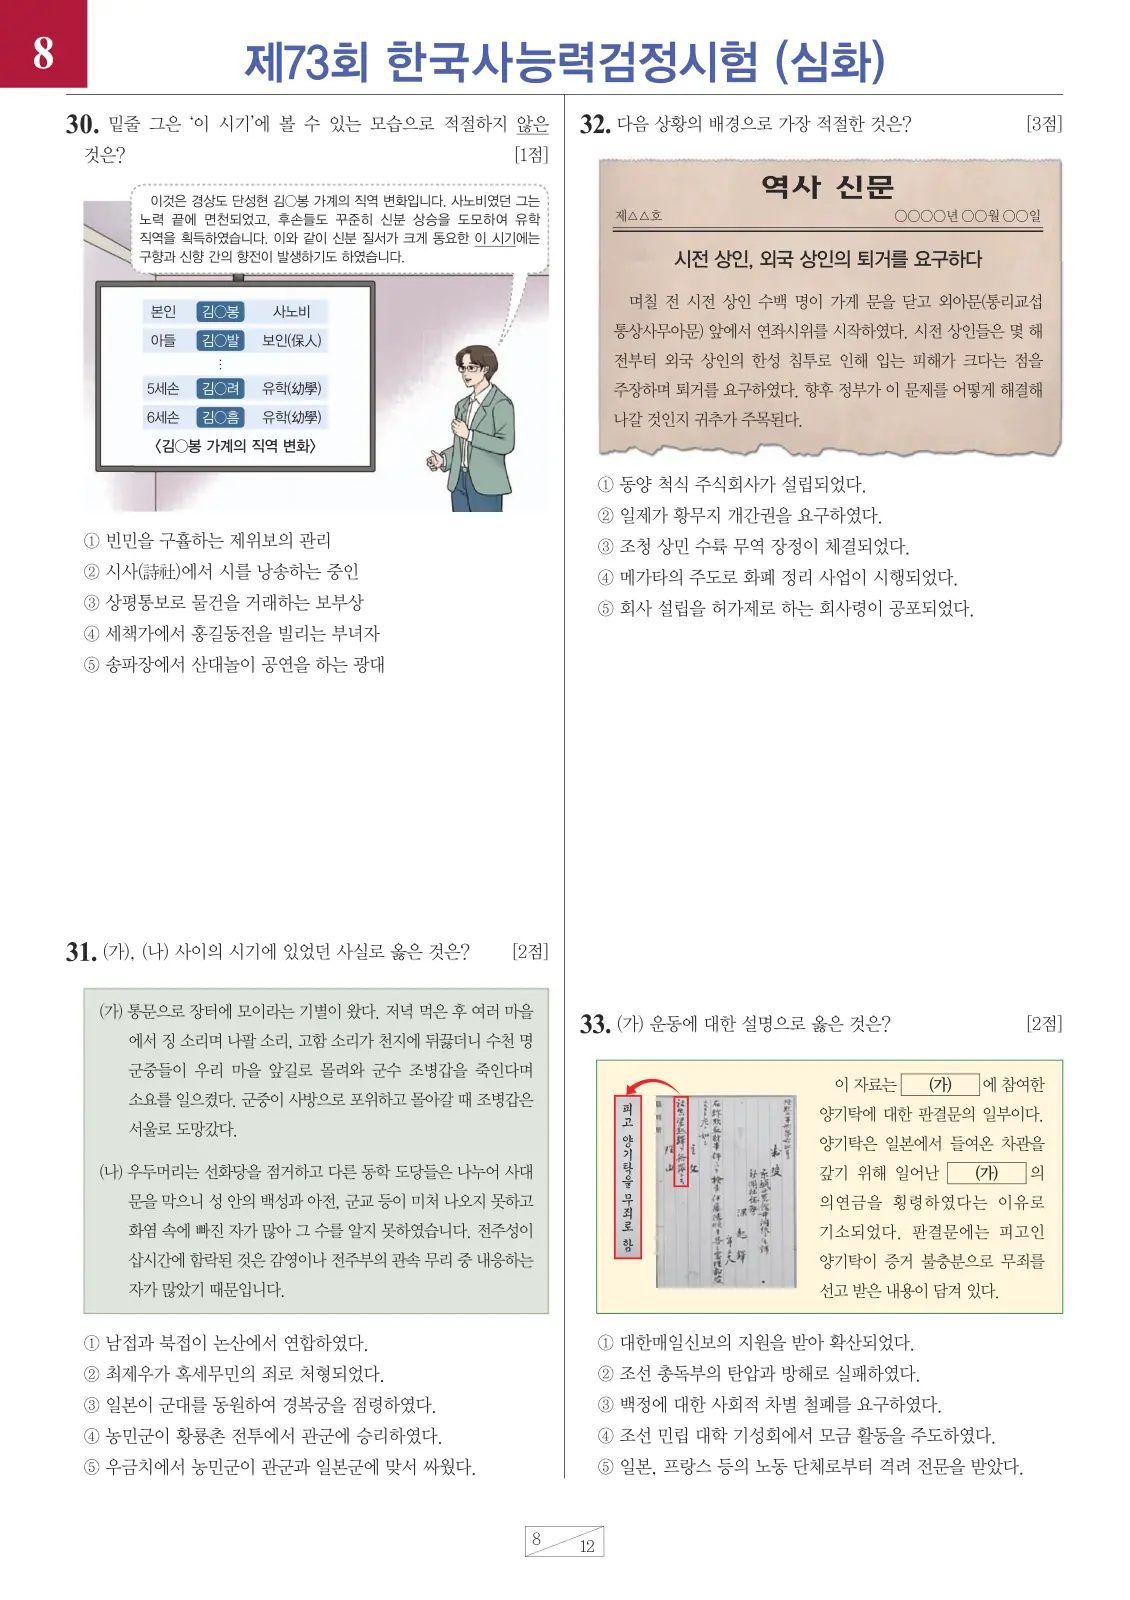 8
제73회 한국사능력검정시험 (심화)
30. 밑줄 그은 ‘이 시기’에 볼 수 있는 모습으로 적절하지 않은
것은? [1점]
이것은 경상도 단성현 김○봉 가계의 직역 변화입니다. 사노비였던 그는
노력 끝에 면천되었고, 후손들도 꾸준히 신분 상승을 도모하여 유학
직역을 획득하였습니다. 이와 같이 신분 질서가 크게 동요한 이 시기에는
구향과 신향 간의 향전이 발생하기도 하였습니다.
본인 김○봉 사노비
아들 김○발 보인(保人)
⋮
5세손 김○려 유학(幼學)
6세손 김○흠 유학(幼學)
〈김○봉 가계의 직역 변화〉
① 빈민을 구휼하는 제위보의 관리
② 시사(詩社)에서 시를 낭송하는 중인
③ 상평통보로 물건을 거래하는 보부상
④ 세책가에서 홍길동전을 빌리는 부녀자
⑤ 송파장에서 산대놀이 공연을 하는 광대
31. (가), (나) 사이의 시기에 있었던 사실로 옳은 것은? [2점]
(가) 통문으로 장터에 모이라는 기별이 왔다. 저녁 먹은 후 여러 마을
에서 징 소리며 나팔 소리, 고함 소리가 천지에 뒤끓더니 수천 명
군중들이 우리 마을 앞길로 몰려와 군수 조병갑을 죽인다며
소요를 일으켰다. 군중이 사방으로 포위하고 몰아갈 때 조병갑은
서울로 도망갔다.
(나) 우두머리는 선화당을 점거하고 다른 동학 도당들은 나누어 사대
문을 막으니 성 안의 백성과 아전, 군교 등이 미처 나오지 못하고
화염 속에 빠진 자가 많아 그 수를 알지 못하였습니다. 전주성이
삽시간에 함락된 것은 감영이나 전주부의 관속 무리 중 내응하는
자가 많았기 때문입니다.
① 남접과 북접이 논산에서 연합하였다.
② 최제우가 혹세무민의 죄로 처형되었다.
③ 일본이 군대를 동원하여 경복궁을 점령하였다.
④ 농민군이 황룡촌 전투에서 관군에 승리하였다.
⑤ 우금치에서 농민군이 관군과 일본군에 맞서 싸웠다.
32. 다음 상황의 배경으로 가장 적절한 것은? [3점]
역사 신문
제△△호 ○○○○년 ○○월 ○○일
시전 상인, 외국 상인의 퇴거를 요구하다
며칠 전 시전 상인 수백 명이 가게 문을 닫고 외아문(통리교섭
통상사무아문) 앞에서 연좌시위를 시작하였다. 시전 상인들은 몇 해
전부터 외국 상인의 한성 침투로 인해 입는 피해가 크다는 점을
주장하며 퇴거를 요구하였다. 향후 정부가 이 문제를 어떻게 해결해
나갈 것인지 귀추가 주목된다.
① 동양 척식 주식회사가 설립되었다.
② 일제가 황무지 개간권을 요구하였다.
③ 조청 상민 수륙 무역 장정이 체결되었다.
④ 메가타의 주도로 화폐 정리 사업이 시행되었다.
⑤ 회사 설립을 허가제로 하는 회사령이 공포되었다.
33. (가) 운동에 대한 설명으로 옳은 것은? [2점]
피고 양기탁을 무죄로 함
이 자료는 (가) 에 참여한
양기탁에 대한 판결문의 일부이다.
양기탁은 일본에서 들여온 차관을
갚기 위해 일어난 (가) 의
의연금을 횡령하였다는 이유로
기소되었다. 판결문에는 피고인
양기탁이 증거 불충분으로 무죄를
선고 받은 내용이 담겨 있다.
① 대한매일신보의 지원을 받아 확산되었다.
② 조선 총독부의 탄압과 방해로 실패하였다.
③ 백정에 대한 사회적 차별 철폐를 요구하였다.
④ 조선 민립 대학 기성회에서 모금 활동을 주도하였다.
⑤ 일본, 프랑스 등의 노동 단체로부터 격려 전문을 받았다.
8
12